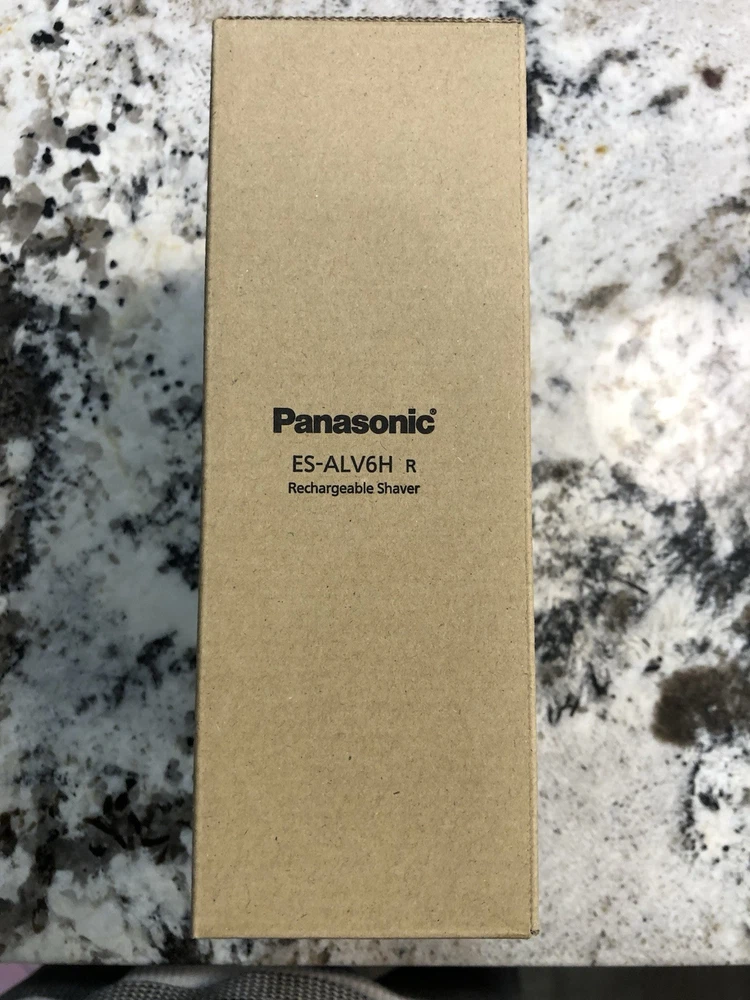 Panasonic®
ES-ALV6H R
Rechargeable Shaver